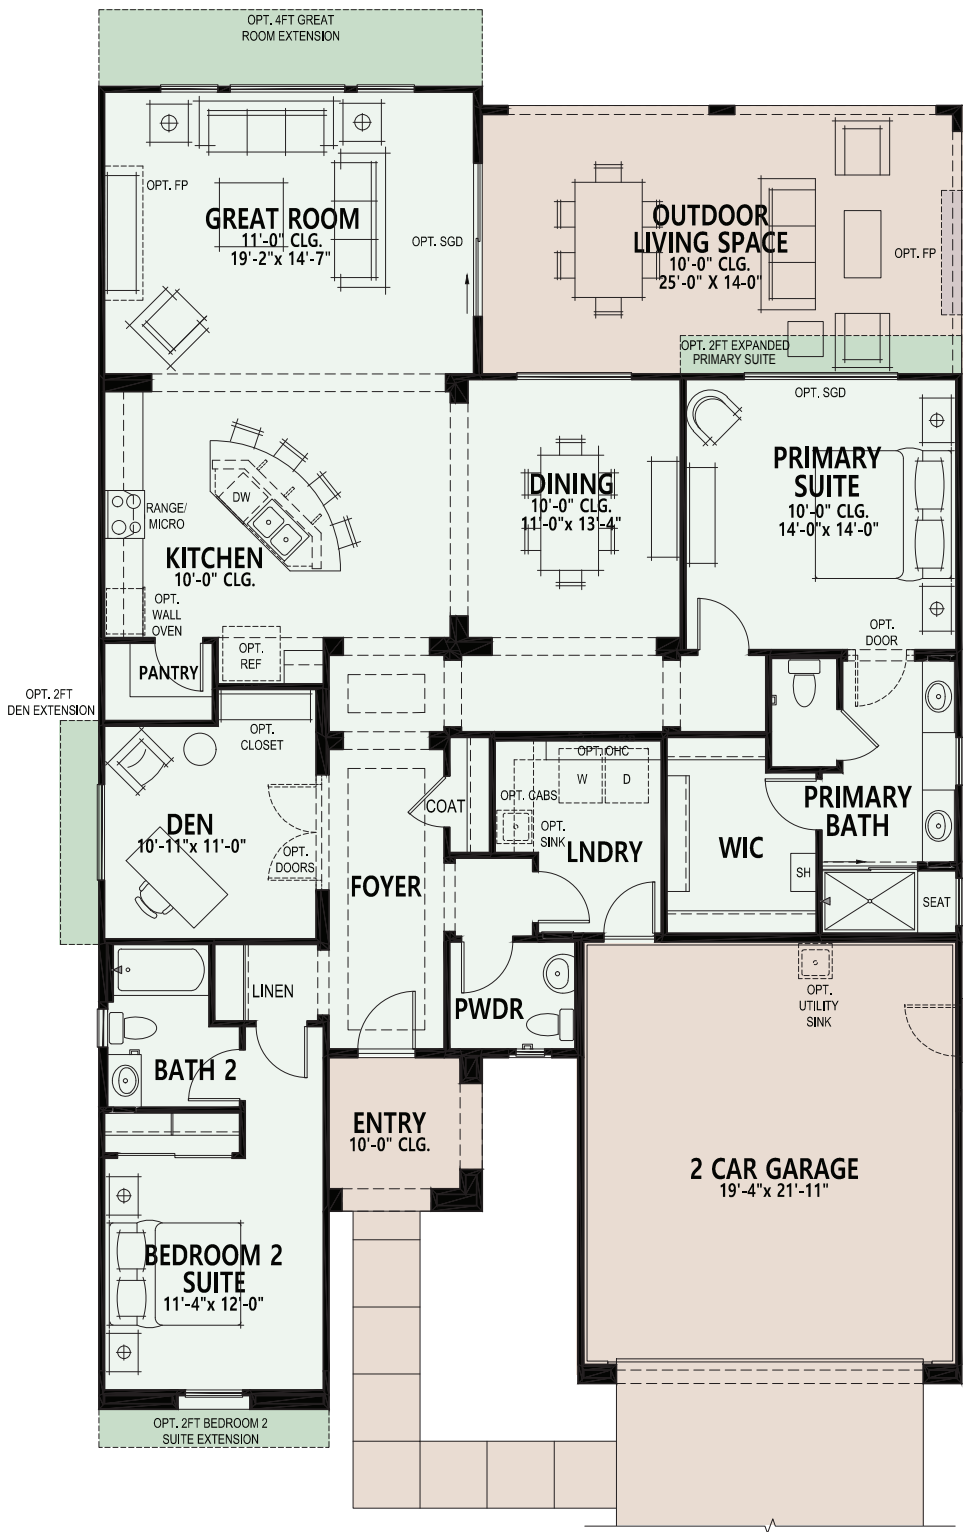 OPT. 4FT GREAT
ROOM EXTENSION
OPT. FP
GREAT ROOM
11'-0" CLG.
19'-2"x 14'-7"
OPT. SGD
OUTDOOR
LIVING SPACE
10'-0" CLG.
25'-0" X 14-0"
OPT. FP
OPT. 2FT EXPANDED
PRIMARY SUITE
OPT. SGD
DW
RANGE/
MICRO
KITCHEN
10'-0" CLG.
OPT.
WALL
OVEN
DINING
10'-0" CLG.
11'-0"x 13'-4"
PRIMARY
SUITE
10'-0" CLG.
14'-0"x 14'-0"
OPT.
DOOR
PANTRY
OPT.
REF
OPT. 2FT
DEN EXTENSION
OPT.
CLOSET
DEN
10'-11"x 11'-0"
OPT.
DOORS
FOYER
COAT
OPT. OHC
W
D
OPT. CABS
OPT.
SINK
LNDRY
WIC
SH
PRIMARY
BATH
SEAT
LINEN
PWDR
OPT.
UTILITY
SINK
BATH 2
ENTRY
10'-0" CLG.
2 CAR GARAGE
19'-4"x 21'-11"
BEDROOM 2
SUITE
11'-4"x 12'-0"
OPT. 2FT BEDROOM 2
SUITE EXTENSION